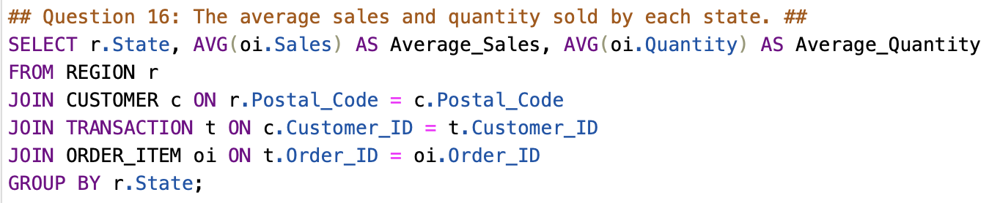 ## Question 16: The average sales and quantity sold by each state. ##
SELECT r.State, AVG(oi.Sales) AS Average_Sales, AVG(oi.Quantity) AS Average_Quantity
FROM REGION r
JOIN CUSTOMER c ON r.Postal_Code = c.Postal_Code
JOIN TRANSACTION t ON c.Customer_ID = t.Customer_ID
JOIN ORDER_ITEM oi ON t.Order_ID = oi.Order_ID
GROUP BY r.State;